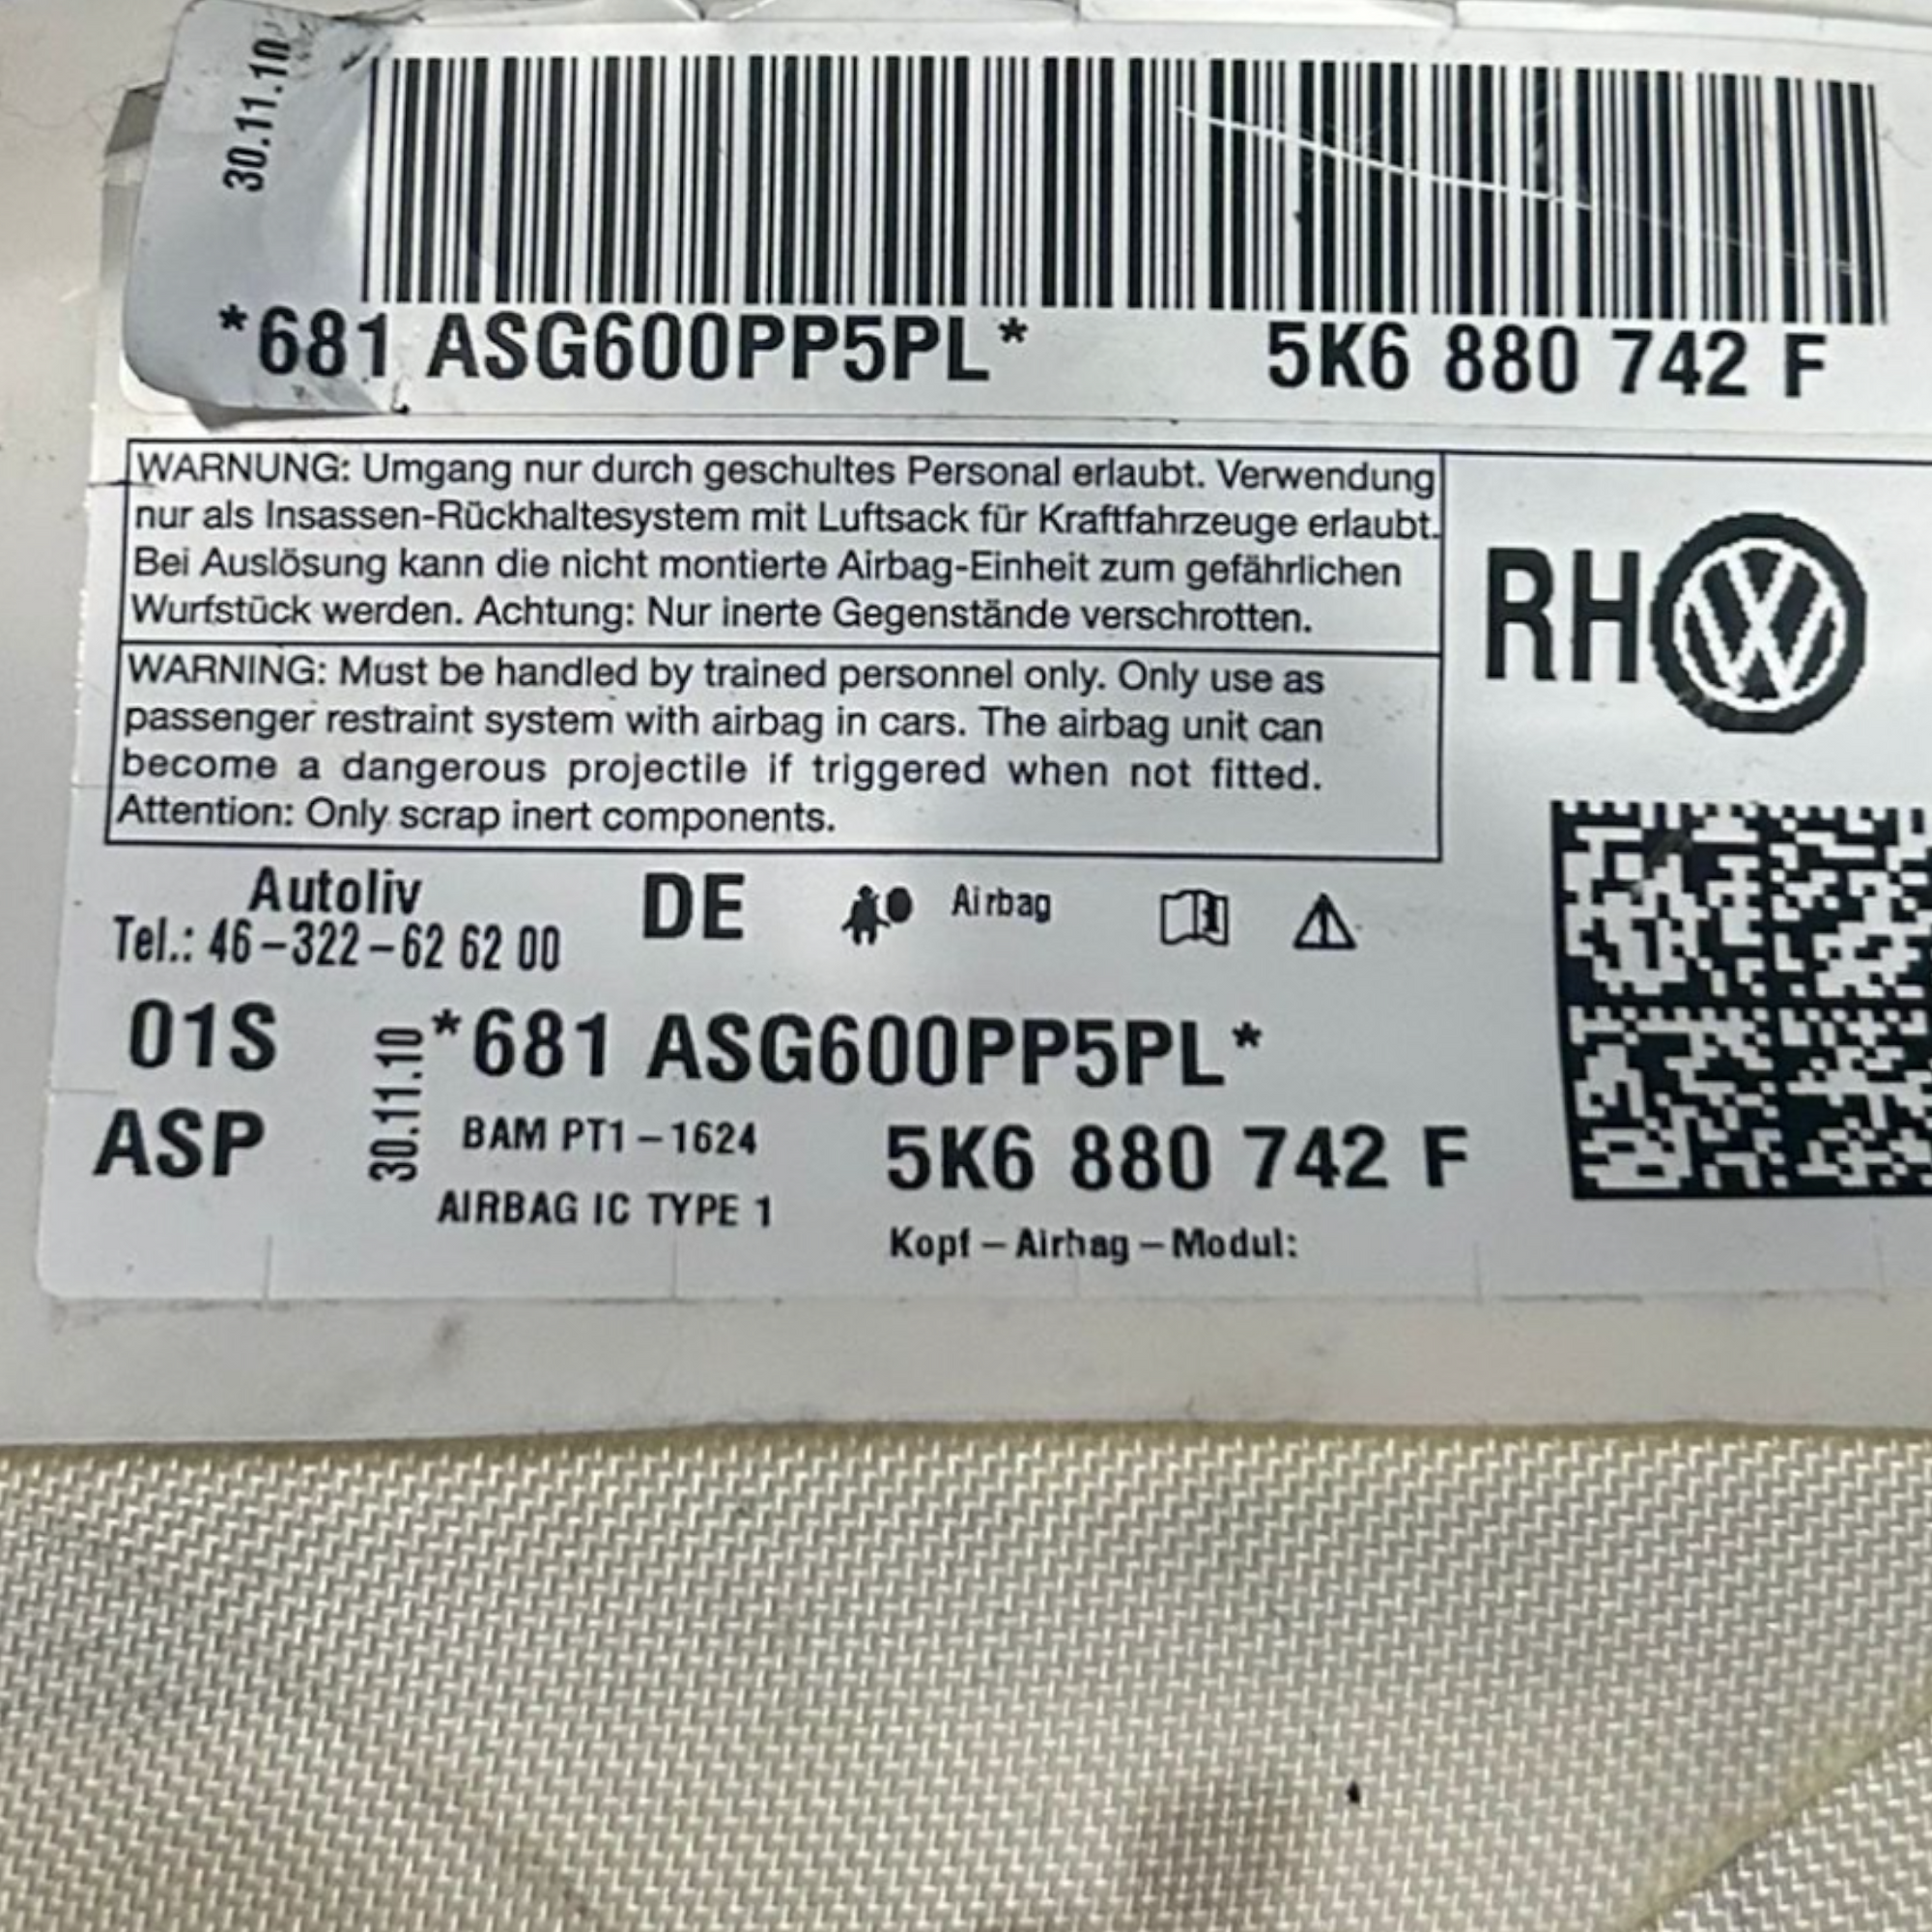 30.11.10
*681 ASG600PP5PL* 5K6 880 742 F
WARNUNG: Umgang nur durch geschultes Personal erlaubt. Verwendung
nur als Insassen-Rückhaltesystem mit Luftsack für Kraftfahrzeuge erlaubt.
Bei Auslösung kann die nicht montierte Airbag-Einheit zum gefährlichen
Wurfstück werden. Achtung: Nur inerte Gegenstände verschrotten.
WARNING: Must be handled by trained personnel only. Only use as
passenger restraint system with airbag in cars. The airbag unit can
become a dangerous projectile if triggered when not fitted.
Attention: Only scrap inert components.
RH
Autoliv
Tel.: 46-322-62 62 00
DE
Airbag
01S
ASP
30.11.10
*681 ASG600PP5PL*
BAM PT1-1624
AIRBAG IC TYPE 1
5K6 880 742 F
Kopf-Airbag-Modul: